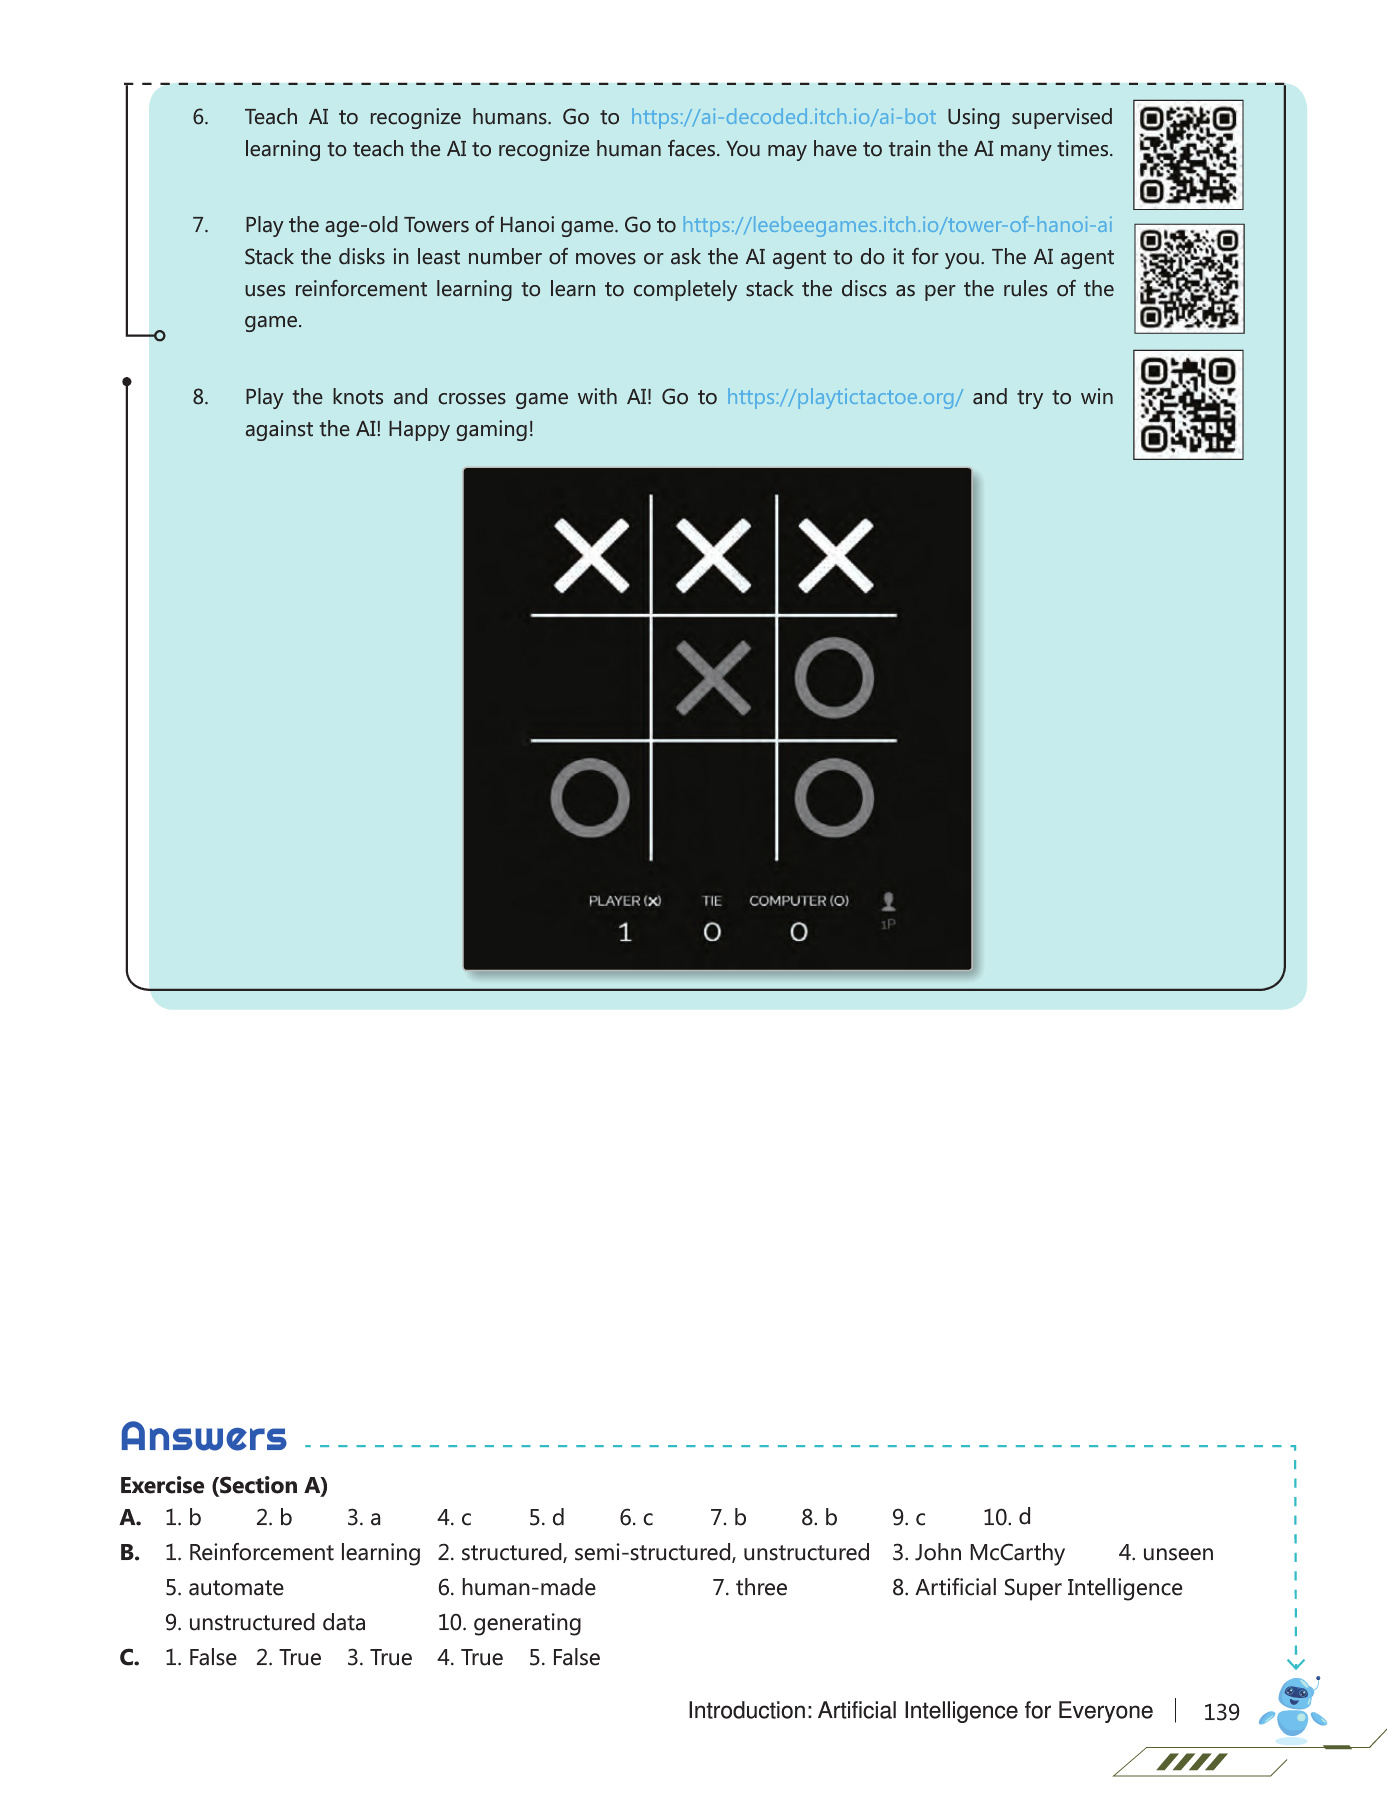 6. Teach AI to recognize humans. Go to https://ai-decoded.itch.io/ai-bot Using supervised
learning to teach the AI to recognize human faces. You may have to train the AI many times.
7. Play the age-old Towers of Hanoi game. Go to https://leebeegames.itch.io/tower-of-hanoi-ai
Stack the disks in least number of moves or ask the AI agent to do it for you. The AI agent
uses reinforcement learning to learn to completely stack the discs as per the rules of the
game.
8. Play the knots and crosses game with AI! Go to https://playtictactoe.org/ and try to win
against the AI! Happy gaming!
PLAYER (X) TIE COMPUTER (O)
1 0 0 1P
Answers
Exercise (Section A)
A. 1. b 2. b 3. a 4. c 5. d 6. c 7. b 8. b 9. c 10. d
B. 1. Reinforcement learning 2. structured, semi-structured, unstructured 3. John McCarthy 4. unseen
5. automate 6. human-made 7. three 8. Artificial Super Intelligence
9. unstructured data 10. generating
C. 1. False 2. True 3. True 4. True 5. False
Introduction: Artificial Intelligence for Everyone 139